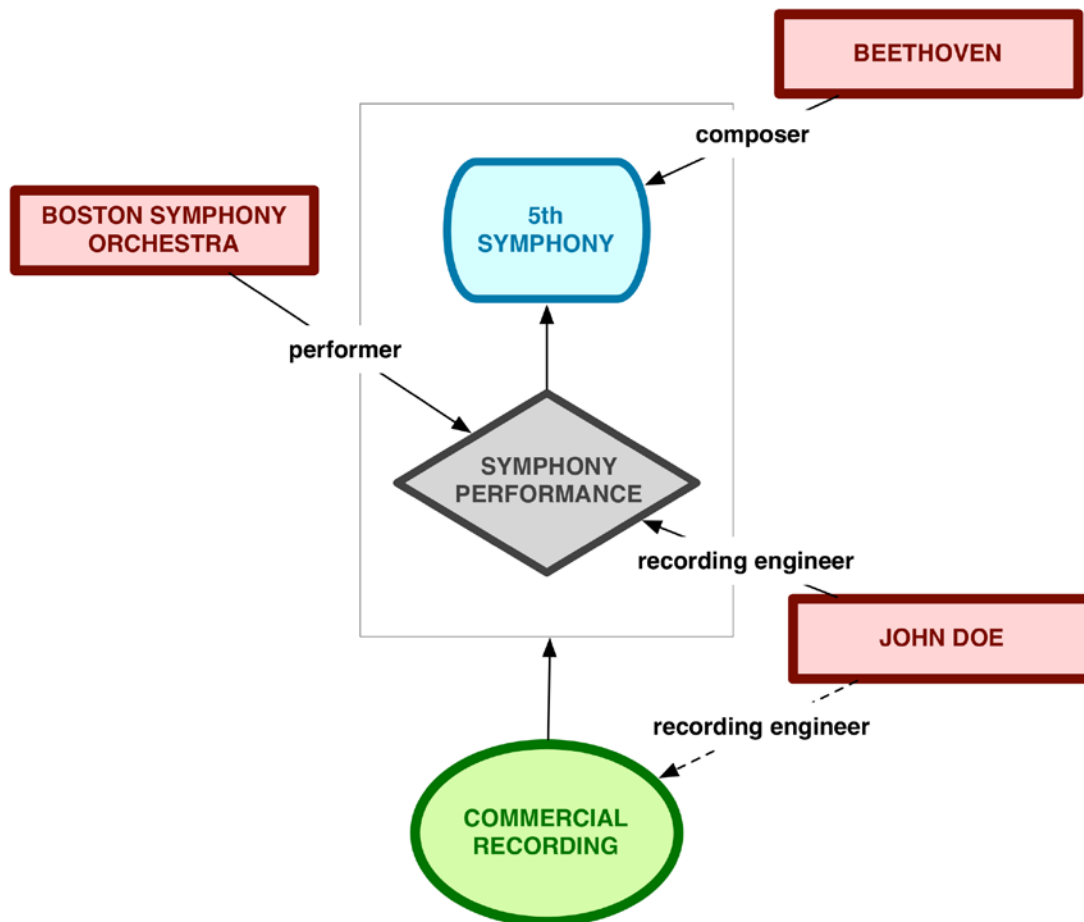 BEETHOVEN
composer
5th
SYMPHONY
BOSTON SYMPHONY
ORCHESTRA
performer
SYMPHONY
PERFORMANCE
recording engineer
JOHN DOE
recording engineer
COMMERCIAL
RECORDING